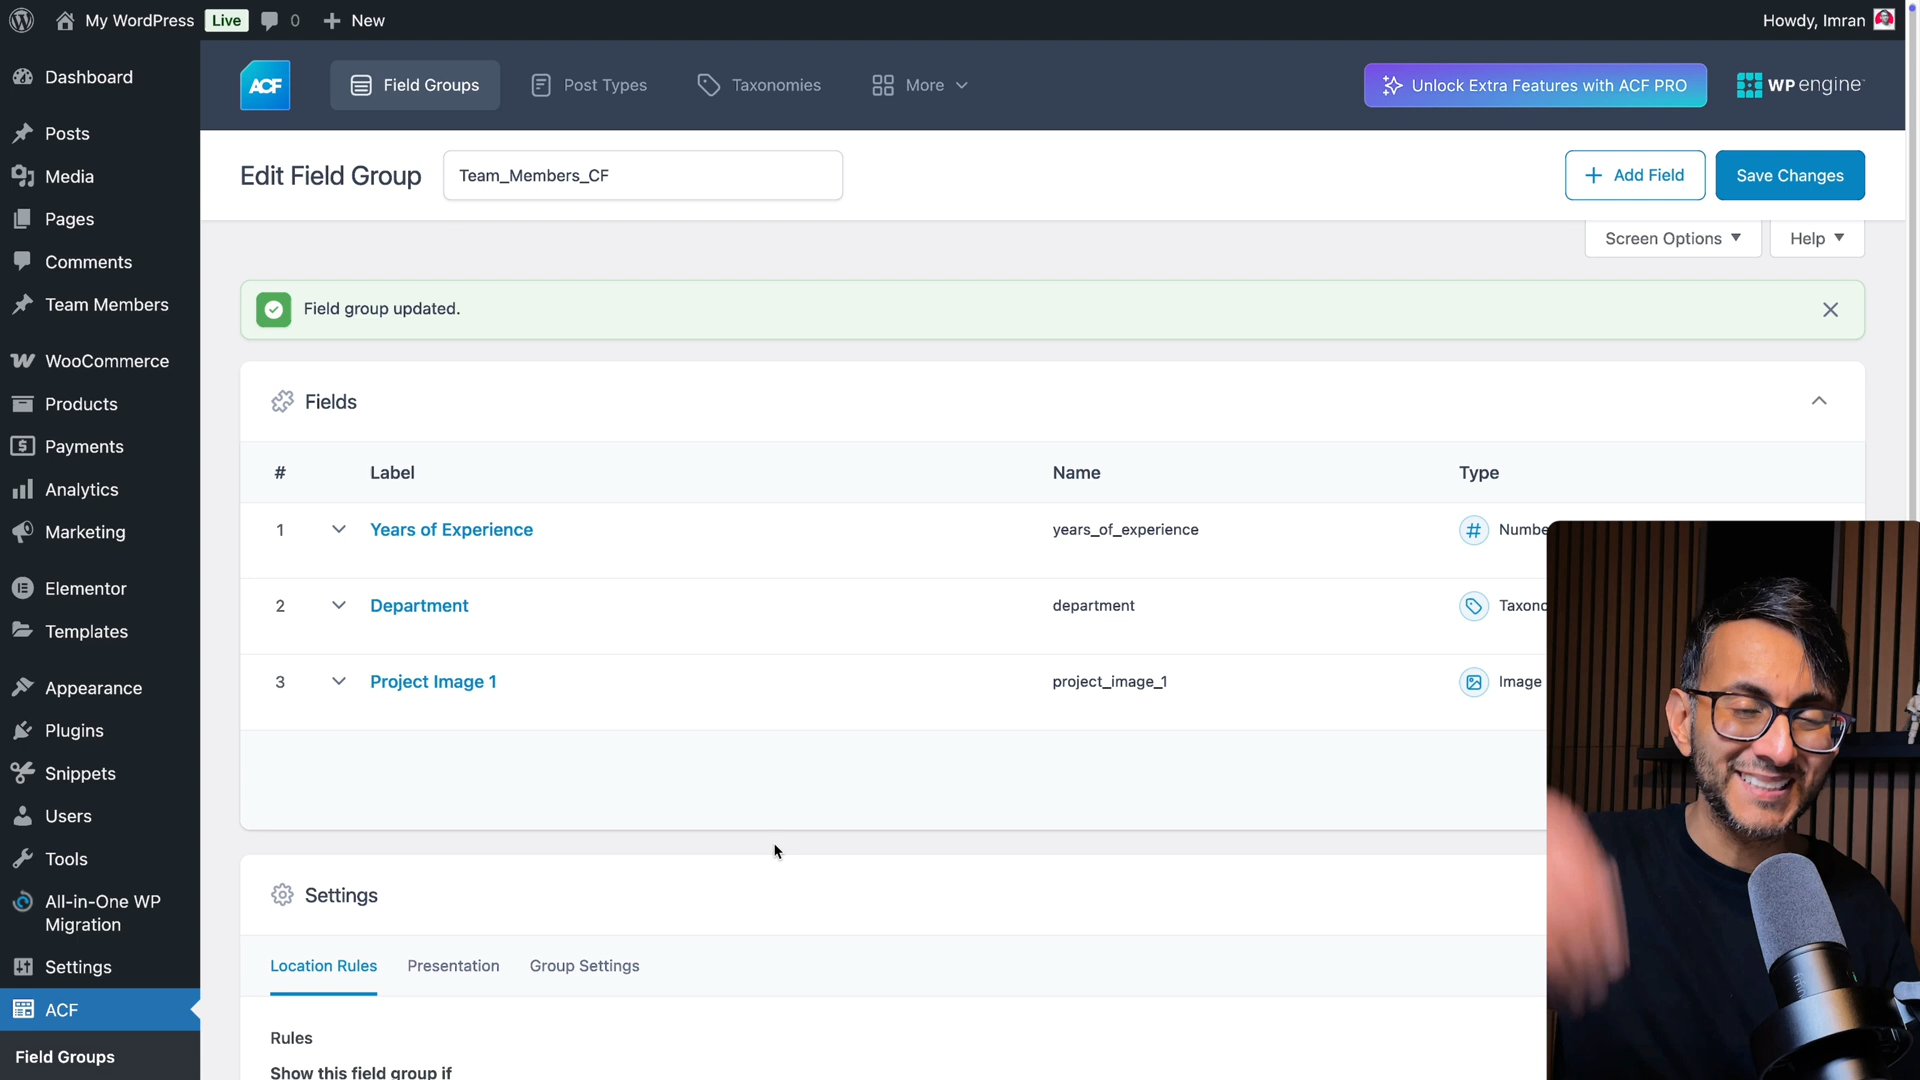 My WordPress
Live
0
New
Howdy, Imran
Dashboard
Posts
Media
Pages
Comments
Team Members
WooCommerce
Products
Payments
Analytics
Marketing
Elementor
Templates
Appearance
Plugins
Snippets
Users
Tools
All-in-One WP
Migration
Settings
ACF
Field Groups
ACF
Field Groups
Post Types
Taxonomies
More
Unlock Extra Features with ACF PRO
WP engine
Edit Field Group
Team_Members_CF
+ Add Field
Save Changes
Screen Options
Help
Field group updated.
Fields
# Label Name Type
1 Years of Experience years_of_experience # Numbe
2 Department department Taxono
3 Project Image 1 project_image_1 Image
Settings
Location Rules Presentation Group Settings
Rules
Show this field group if